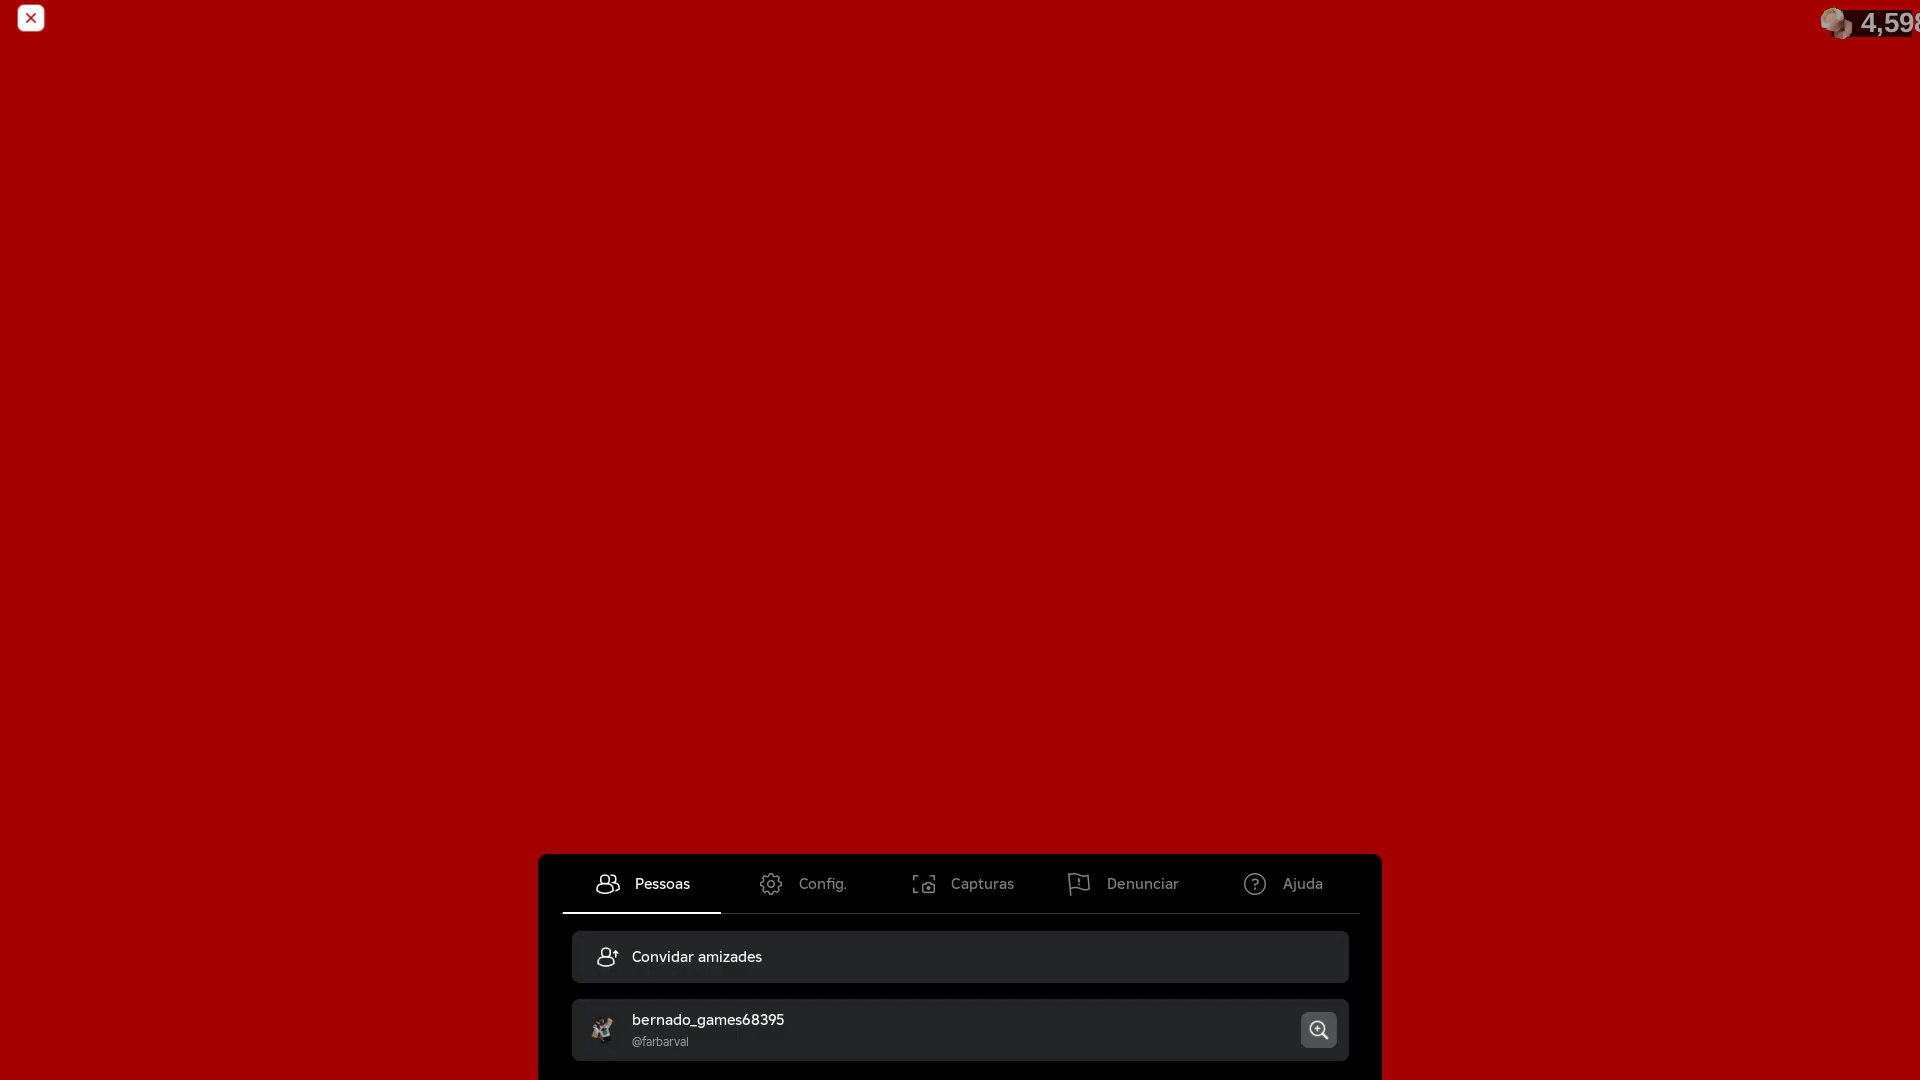 4,598
Pessoas
Config.
Capturas
Denunciar
Ajuda
Convidar amizades
bernado_games68395
@farbarval